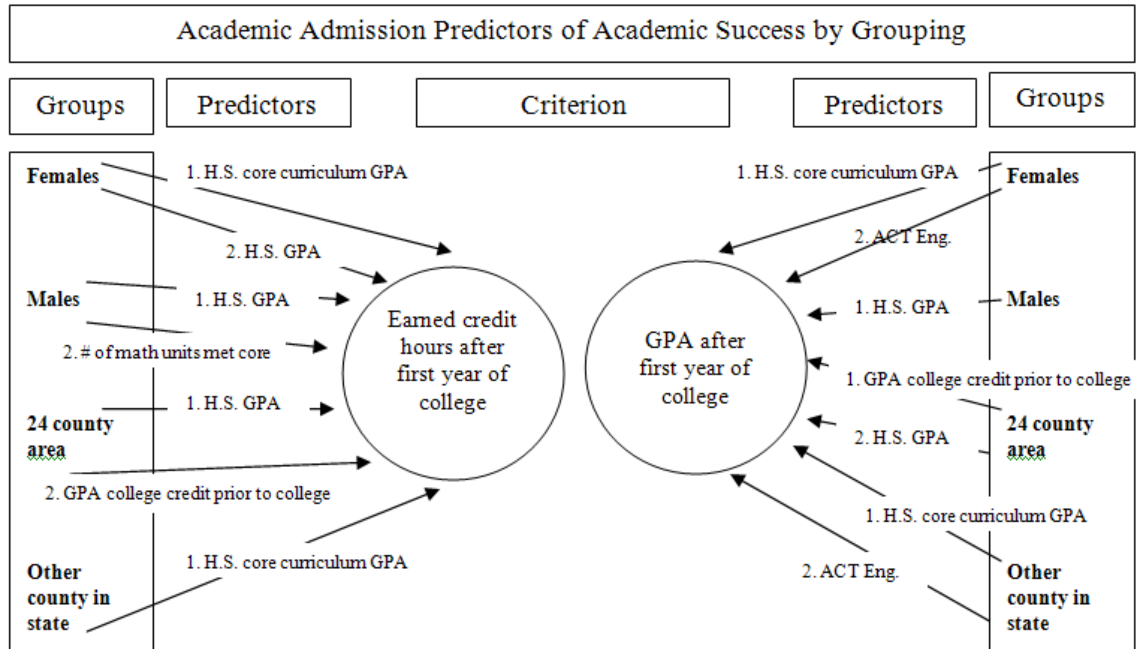 Academic Admission Predictors of Academic Success by Grouping
Groups
Predictors
Criterion
Predictors
Groups
Females
1. H.S. core curriculum GPA
2. H.S. GPA
Males
1. H.S. GPA
2. # of math units met core
24 county
area
1. H.S. GPA
2. GPA college credit prior to college
Other
county in
state
1. H.S. core curriculum GPA
Earned credit
hours after
first year of
college
GPA after
first year of
college
1. H.S. core curriculum GPA
Females
2. ACT Eng.
1. H.S. GPA
Males
1. GPA college credit prior to college
24 county
area
2. H.S. GPA
1. H.S. core curriculum GPA
Other
county in
state
2. ACT Eng.